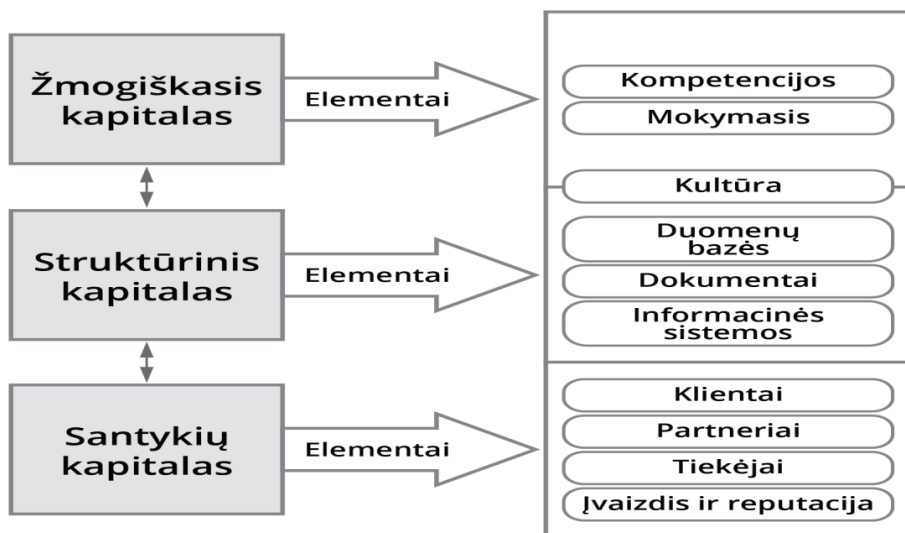 Žmogiškasis
kapitalas
Elementai
Kompetencijos
Mokymasis
Kultūra
Struktūrinis
kapitalas
Elementai
Duomenų
bazės
Dokumentai
Informacinės
sistemos
Santykių
kapitalas
Elementai
Klientai
Partneriai
Tiekėjai
Įvaizdis ir reputacija